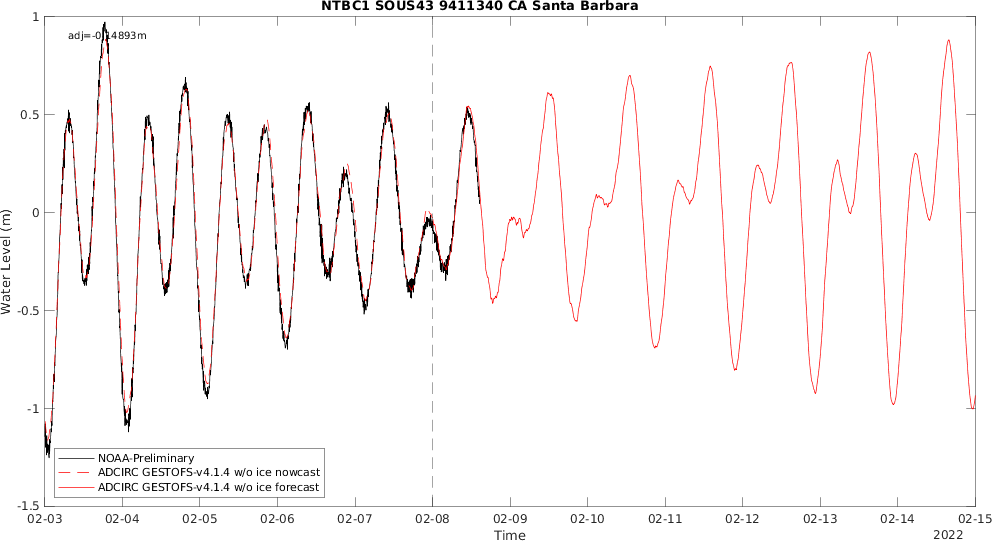 NTBC1 SOUS43 9411340 CA Santa Barbara
adj=-0.14893m
Water Level (m)
1
0.5
0
-0.5
-1
-1.5
NOAA-Preliminary
ADCIRC GESTOFS-v4.1.4 w/o ice nowcast
ADCIRC GESTOFS-v4.1.4 w/o ice forecast
02-03 02-04 02-05 02-06 02-07 02-08 02-09 02-10 02-11 02-12 02-13 02-14 02-15
Time
2022